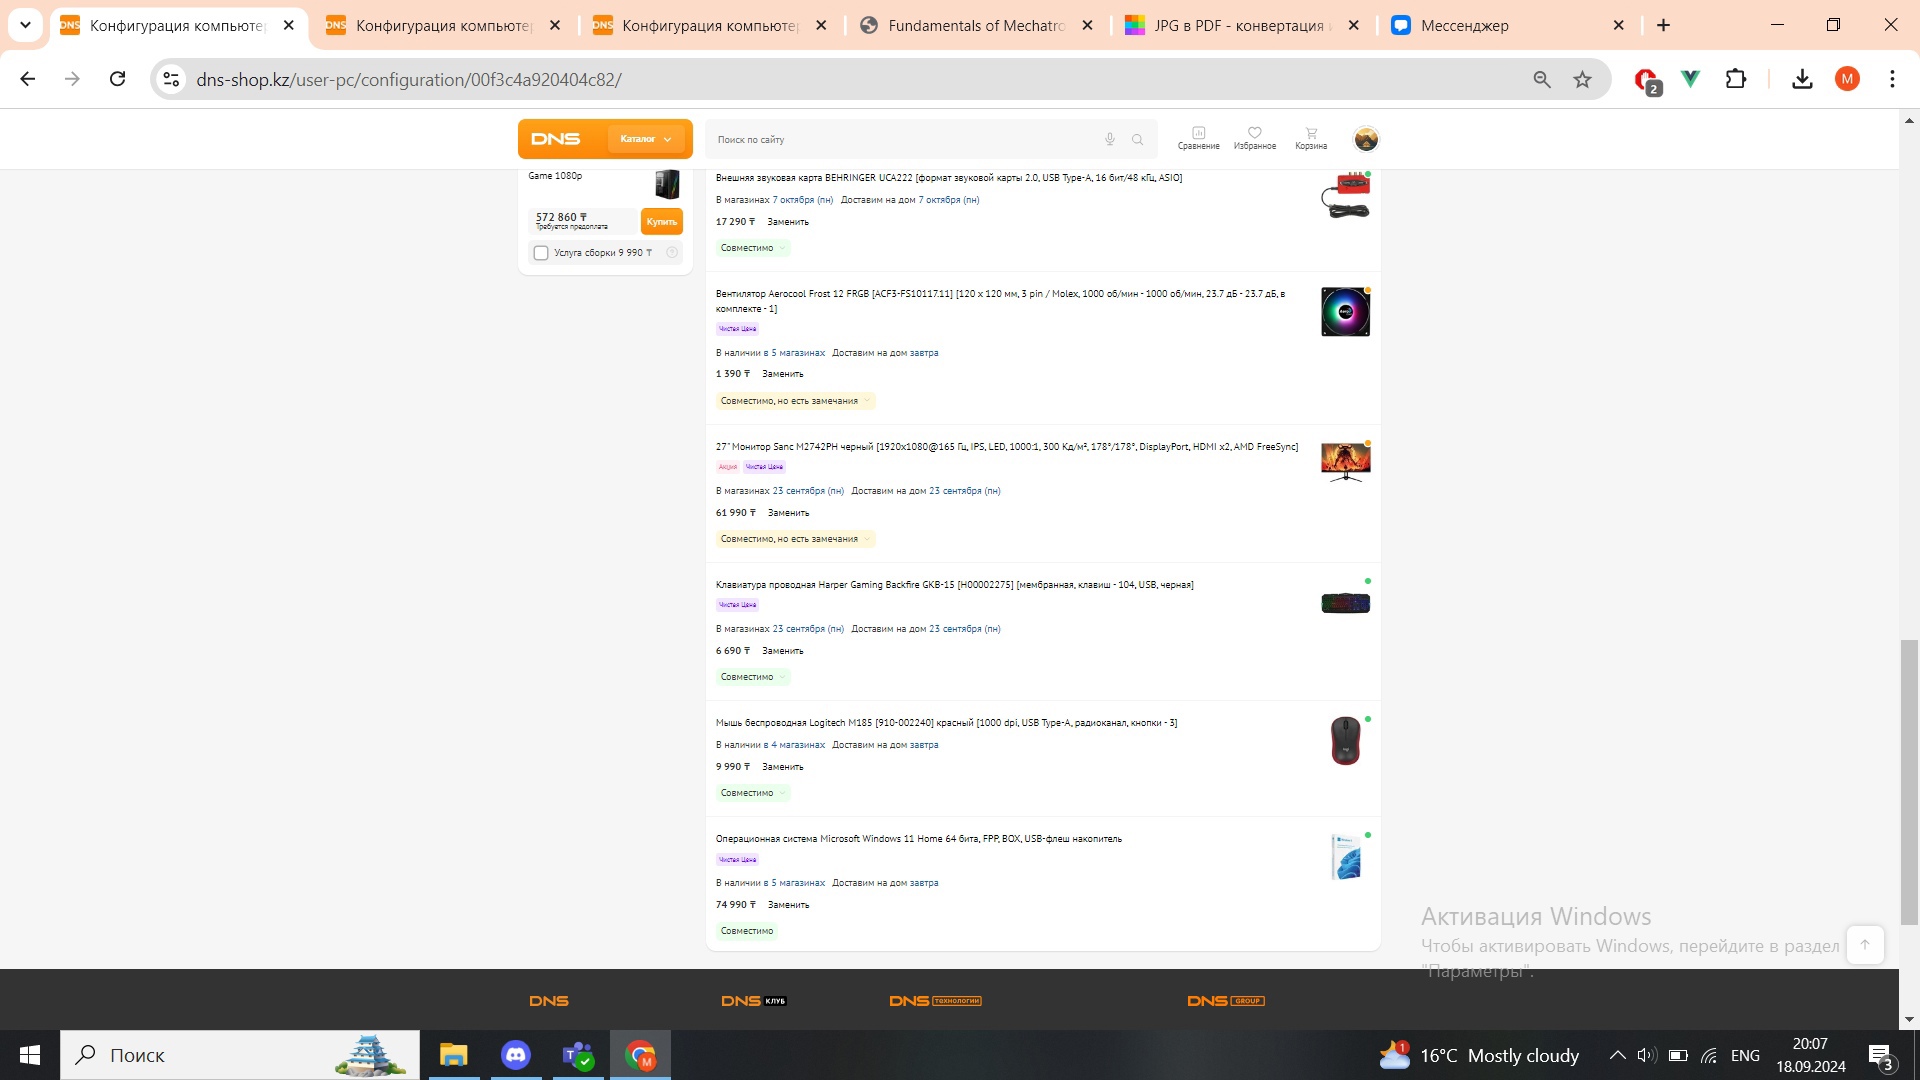 Конфигурация компьютер
Конфигурация компьютер
Конфигурация компьютер
Fundamentals of Mechatro
JPG в PDF - конвертация
Мессенджер
dns-shop.kz/user-pc/configuration/00f3c4a920404c82/
2
M
DNS
Каталог
Поиск по сайту
Сравнение
Избранное
Корзина
Game 1080p
572 860 ₸
Требуется предоплата
Купить
Услуга сборки 9 990 ₸
Внешняя звуковая карта BEHRINGER UCA222 [формат звуковой карты 2.0, USB Type-A, 16 бит/48 кГц, ASIO]
В магазинах 7 октября (пн) Доставим на дом 7 октября (пн)
17 290 ₸ Заменить
Совместимо
Вентилятор Aerocool Frost 12 FRGB [ACF3-FS10117.11] [120 x 120 мм, 3 pin / Molex, 1000 об/мин - 1000 об/мин, 23.7 дБ - 23.7 дБ, в
комплекте - 1]
Чистая Цена
В наличии в 5 магазинах Доставим на дом завтра
1 390 ₸ Заменить
Совместимо, но есть замечания
27" Монитор Sanc M2742PH черный [1920x1080@165 Гц, IPS, LED, 1000:1, 300 Кд/м², 178°/178°, DisplayPort, HDMI x2, AMD FreeSync]
Акция Чистая Цена
В магазинах 23 сентября (пн) Доставим на дом 23 сентября (пн)
61 990 ₸ Заменить
Совместимо, но есть замечания
Клавиатура проводная Harper Gaming Backfire GKB-15 [H00002275] [мембранная, клавиш - 104, USB, черная]
Чистая Цена
В магазинах 23 сентября (пн) Доставим на дом 23 сентября (пн)
6 690 ₸ Заменить
Совместимо
Мышь беспроводная Logitech M185 [910-002240] красный [1000 dpi, USB Type-A, радиоканал, кнопки - 3]
В наличии в 4 магазинах Доставим на дом завтра
9 990 ₸ Заменить
Совместимо
Операционная система Microsoft Windows 11 Home 64 бита, FPP, BOX, USB-флеш накопитель
Чистая Цена
В наличии в 5 магазинах Доставим на дом завтра
74 990 ₸ Заменить
Совместимо
Активация Windows
Чтобы активировать Windows, перейдите в раздел
"Параметры".
DNS
DNS КЛУБ
DNS ТЕХНОЛОГИИ
DNS GROUP
Поиск
M
1
16°C Mostly cloudy
ENG
20:07
18.09.2024
3